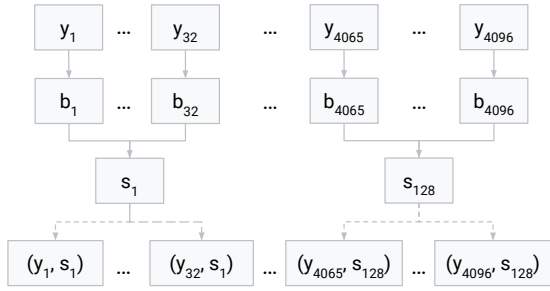 y1 ... y32 ... y4065 ... y4096
b1 ... b32 ... b4065 ... b4096
s1 s128
(y1, s1) ... (y32, s1) ... (y4065, s128) ... (y4096, s128)